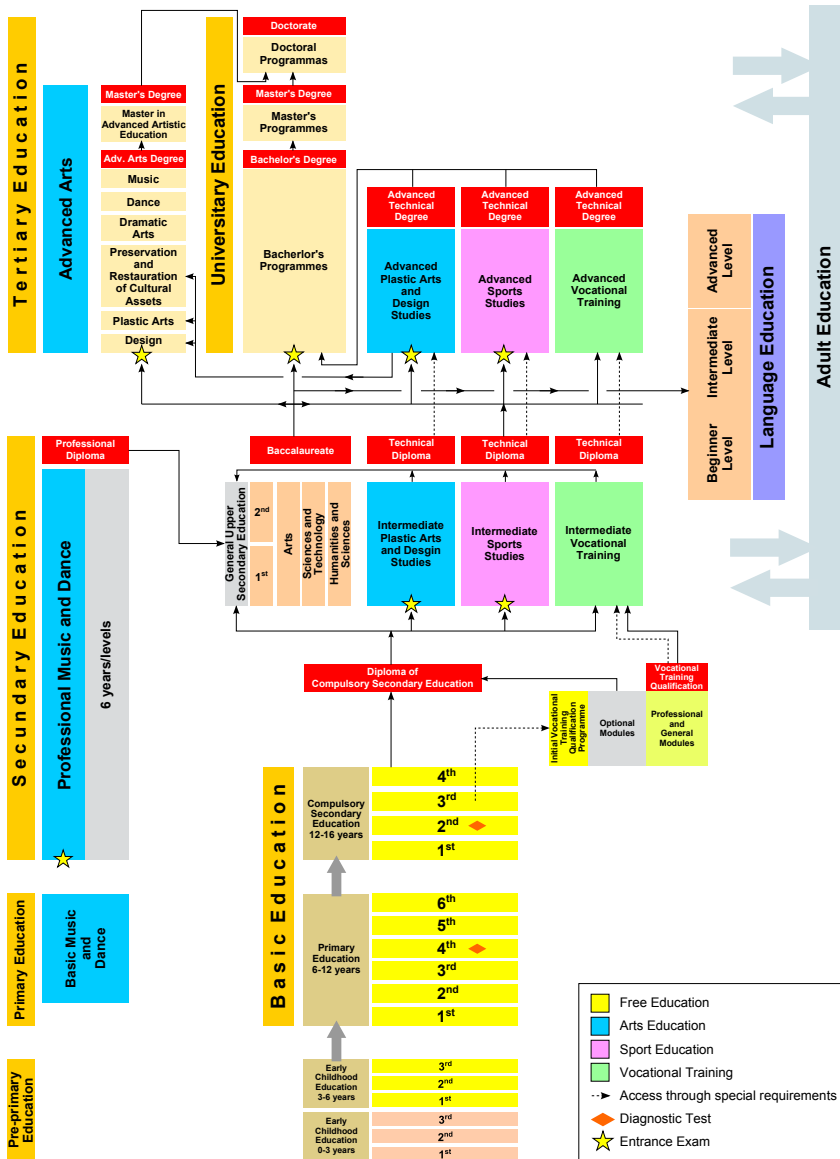 Tertiary Education
Advanced Arts
Master's Degree
Master in
Advanced Artistic
Education
Adv. Arts Degree
Music
Dance
Dramatic
Arts
Preservation
and
Restauration
of Cultural
Assets
Plastic Arts
Design
Universitary Education
Doctorate
Doctoral
Programmas
Master's Degree
Master's
Programmes
Bachelor's Degree
Bacherlor's
Programmes
Advanced
Technical
Degree
Advanced
Plastic Arts
and
Design
Studies
Advanced
Technical
Degree
Advanced
Sports
Studies
Advanced
Technical
Degree
Advanced
Vocational
Training
Advanced
Level
Intermediate
Level
Beginner
Level
Language Education
Adult Education
Secundary Education
Professional
Diploma
Professional Music and Dance
6 years/levels
Baccalaureate
General Upper
Secondary Education
2nd
1st
Arts
Sciences and
Technology
Humanities and
Sciences
Technical
Diploma
Intermediate
Plastic Arts
and Desgin
Studies
Technical
Diploma
Intermediate
Sports
Studies
Technical
Diploma
Intermediate
Vocational
Training
Diploma of
Compulsory Secondary Education
Vocational
Training
Qualification
Initial Vocational
Training
Qualification
Programme
Optional
Modules
Professional
and
General
Modules
Basic Education
Compulsory
Secondary
Education
12-16 years
4th
3rd
2nd
1st
Primary Education
Basic Music
and
Dance
Primary
Education
6-12 years
6th
5th
4th
3rd
2nd
1st
Pre-primary
Education
Early
Childhood
Education
3-6 years
3rd
2nd
1st
Early
Childhood
Education
0-3 years
3rd
2nd
1st
Free Education
Arts Education
Sport Education
Vocational Training
Access through special requirements
Diagnostic Test
Entrance Exam